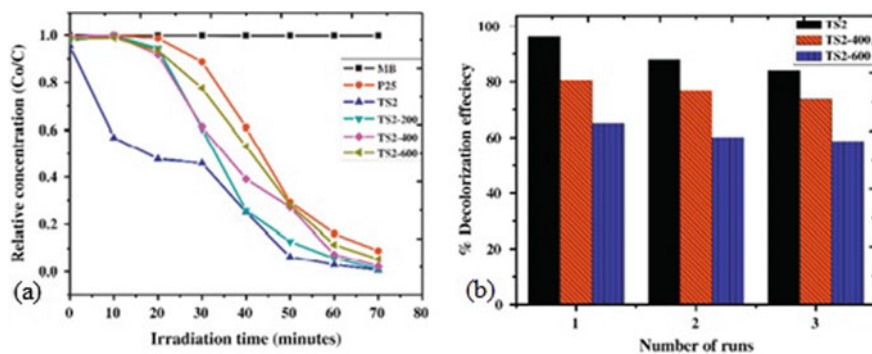 1.0
0.8
0.6
0.4
0.2
0.0
Relative concentration (Co/C)
MB
P25
TS2
TS2-200
TS2-400
TS2-600
0 10 20 30 40 50 60 70 80
Irradiation time (minutes)
(a)
100
80
60
40
20
0
% Decolorization effeciecy
TS2
TS2-400
TS2-600
1 2 3
Number of runs
(b)